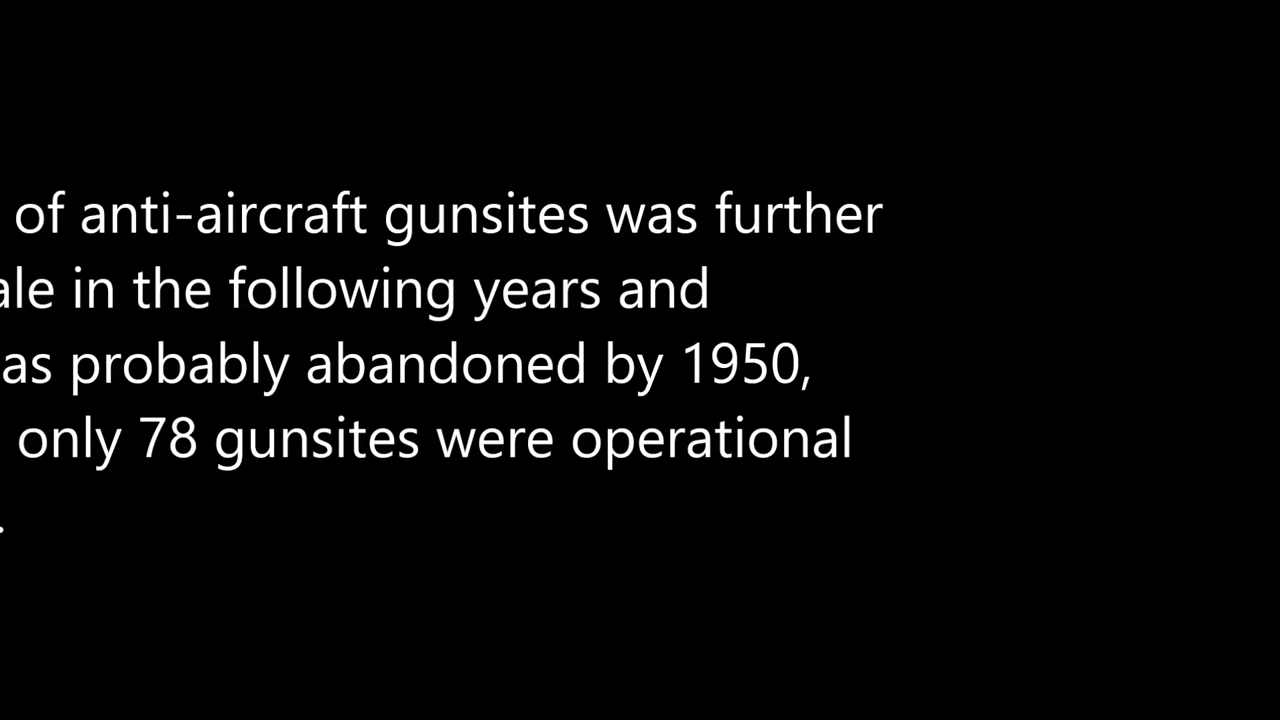 of anti-aircraft gunsites was further
ale in the following years and
as probably abandoned by 1950,
only 78 gunsites were operational
.